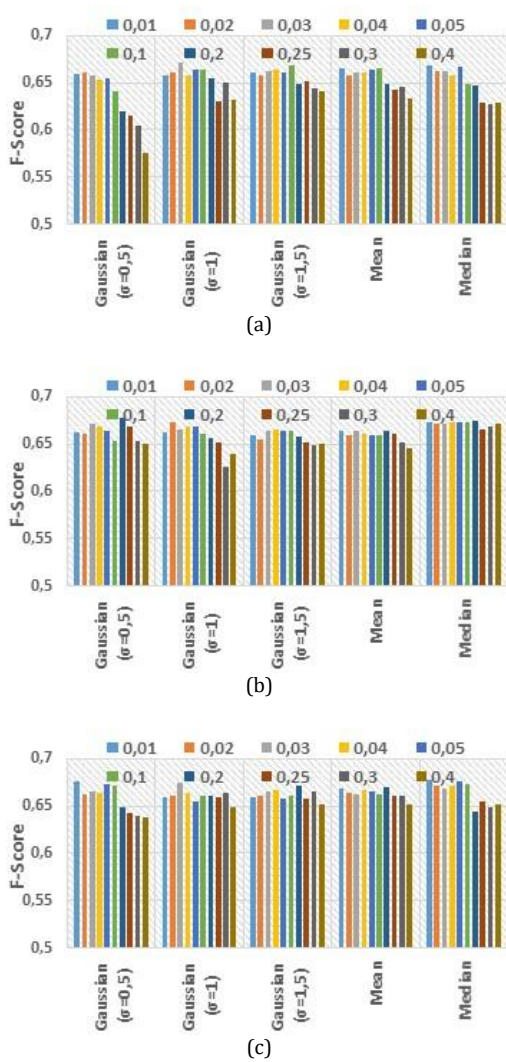 0,01 0,02 0,03 0,04 0,05
0,1 0,2 0,25 0,3 0,4
0,7
0,65
0,6
0,55
0,5
F-Score
Gaussian
(σ=0,5)
Gaussian
(σ=1)
Gaussian
(σ=1,5)
Mean
Median
(a)
0,01 0,02 0,03 0,04 0,05
0,1 0,2 0,25 0,3 0,4
0,7
0,65
0,6
0,55
0,5
F-Score
Gaussian
(σ=0,5)
Gaussian
(σ=1)
Gaussian
(σ=1,5)
Mean
Median
(b)
0,01 0,02 0,03 0,04 0,05
0,1 0,2 0,25 0,3 0,4
0,7
0,65
0,6
0,55
0,5
F-Score
Gaussian
(σ=0,5)
Gaussian
(σ=1)
Gaussian
(σ=1,5)
Mean
Median
(c)